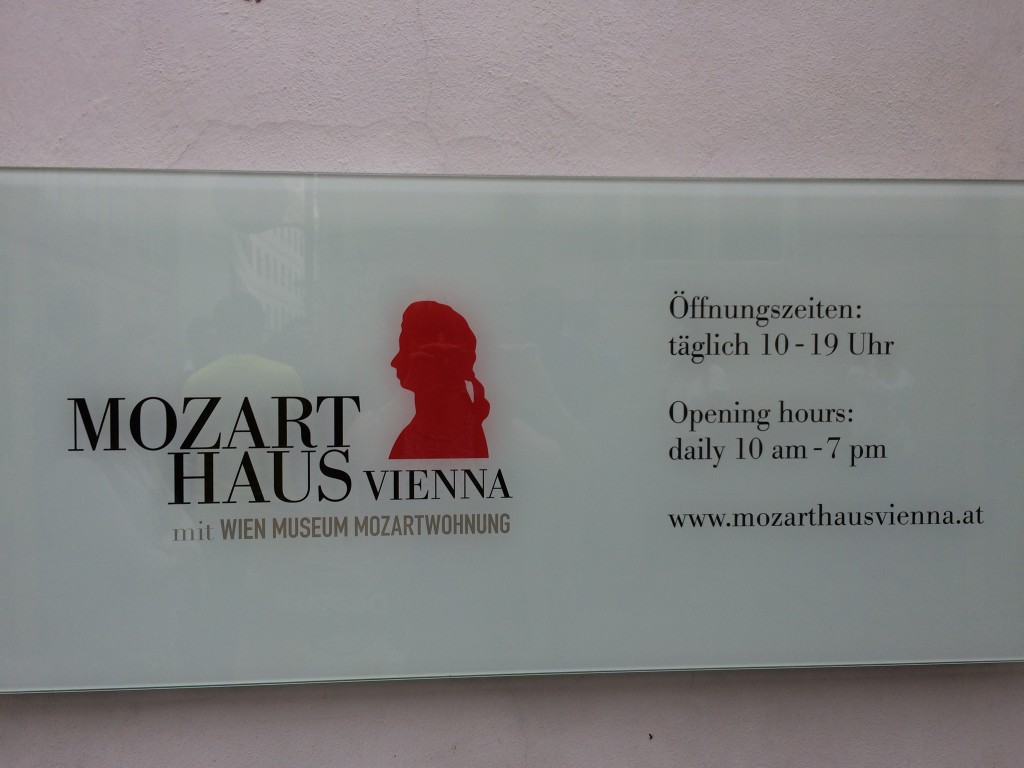 MOZART
HAUS VIENNA
mit WIEN MUSEUM MOZARTWOHNUNG
Öffnungszeiten:
täglich 10 - 19 Uhr
Opening hours:
daily 10 am - 7 pm
www.mozarthausvienna.at